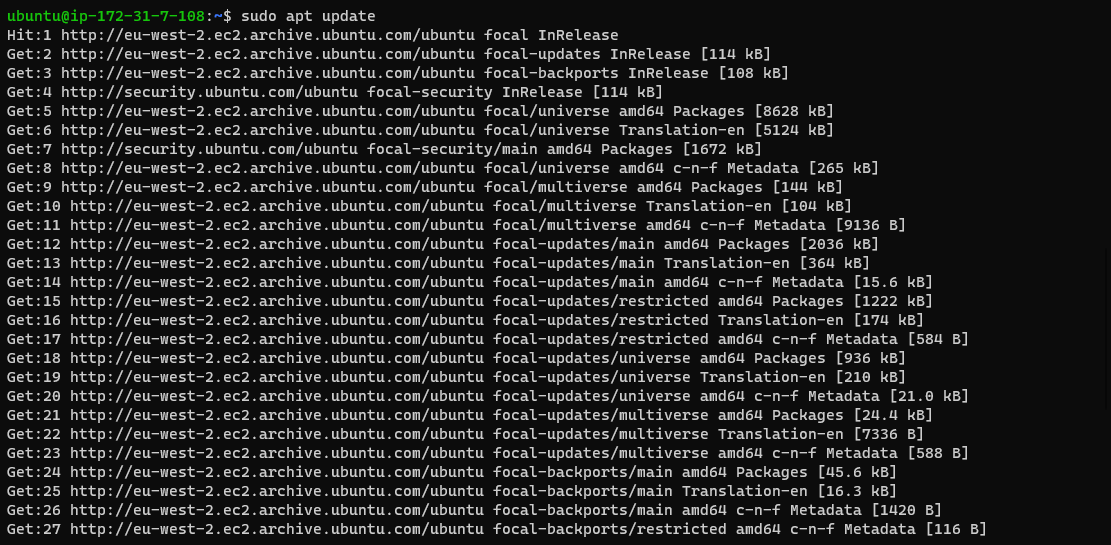 ubuntu@ip-172-31-7-108:~$ sudo apt update
Hit:1 http://eu-west-2.ec2.archive.ubuntu.com/ubuntu focal InRelease
Get:2 http://eu-west-2.ec2.archive.ubuntu.com/ubuntu focal-updates InRelease [114 kB]
Get:3 http://eu-west-2.ec2.archive.ubuntu.com/ubuntu focal-backports InRelease [108 kB]
Get:4 http://security.ubuntu.com/ubuntu focal-security InRelease [114 kB]
Get:5 http://eu-west-2.ec2.archive.ubuntu.com/ubuntu focal/universe amd64 Packages [8628 kB]
Get:6 http://eu-west-2.ec2.archive.ubuntu.com/ubuntu focal/universe Translation-en [5124 kB]
Get:7 http://security.ubuntu.com/ubuntu focal-security/main amd64 Packages [1672 kB]
Get:8 http://eu-west-2.ec2.archive.ubuntu.com/ubuntu focal/universe amd64 c-n-f Metadata [265 kB]
Get:9 http://eu-west-2.ec2.archive.ubuntu.com/ubuntu focal/multiverse amd64 Packages [144 kB]
Get:10 http://eu-west-2.ec2.archive.ubuntu.com/ubuntu focal/multiverse Translation-en [104 kB]
Get:11 http://eu-west-2.ec2.archive.ubuntu.com/ubuntu focal/multiverse amd64 c-n-f Metadata [9136 B]
Get:12 http://eu-west-2.ec2.archive.ubuntu.com/ubuntu focal-updates/main amd64 Packages [2036 kB]
Get:13 http://eu-west-2.ec2.archive.ubuntu.com/ubuntu focal-updates/main Translation-en [364 kB]
Get:14 http://eu-west-2.ec2.archive.ubuntu.com/ubuntu focal-updates/main amd64 c-n-f Metadata [15.6 kB]
Get:15 http://eu-west-2.ec2.archive.ubuntu.com/ubuntu focal-updates/restricted amd64 Packages [1222 kB]
Get:16 http://eu-west-2.ec2.archive.ubuntu.com/ubuntu focal-updates/restricted Translation-en [174 kB]
Get:17 http://eu-west-2.ec2.archive.ubuntu.com/ubuntu focal-updates/restricted amd64 c-n-f Metadata [584 B]
Get:18 http://eu-west-2.ec2.archive.ubuntu.com/ubuntu focal-updates/universe amd64 Packages [936 kB]
Get:19 http://eu-west-2.ec2.archive.ubuntu.com/ubuntu focal-updates/universe Translation-en [210 kB]
Get:20 http://eu-west-2.ec2.archive.ubuntu.com/ubuntu focal-updates/universe amd64 c-n-f Metadata [21.0 kB]
Get:21 http://eu-west-2.ec2.archive.ubuntu.com/ubuntu focal-updates/multiverse amd64 Packages [24.4 kB]
Get:22 http://eu-west-2.ec2.archive.ubuntu.com/ubuntu focal-updates/multiverse Translation-en [7336 B]
Get:23 http://eu-west-2.ec2.archive.ubuntu.com/ubuntu focal-updates/multiverse amd64 c-n-f Metadata [588 B]
Get:24 http://eu-west-2.ec2.archive.ubuntu.com/ubuntu focal-backports/main amd64 Packages [45.6 kB]
Get:25 http://eu-west-2.ec2.archive.ubuntu.com/ubuntu focal-backports/main Translation-en [16.3 kB]
Get:26 http://eu-west-2.ec2.archive.ubuntu.com/ubuntu focal-backports/main amd64 c-n-f Metadata [1420 B]
Get:27 http://eu-west-2.ec2.archive.ubuntu.com/ubuntu focal-backports/restricted amd64 c-n-f Metadata [116 B]